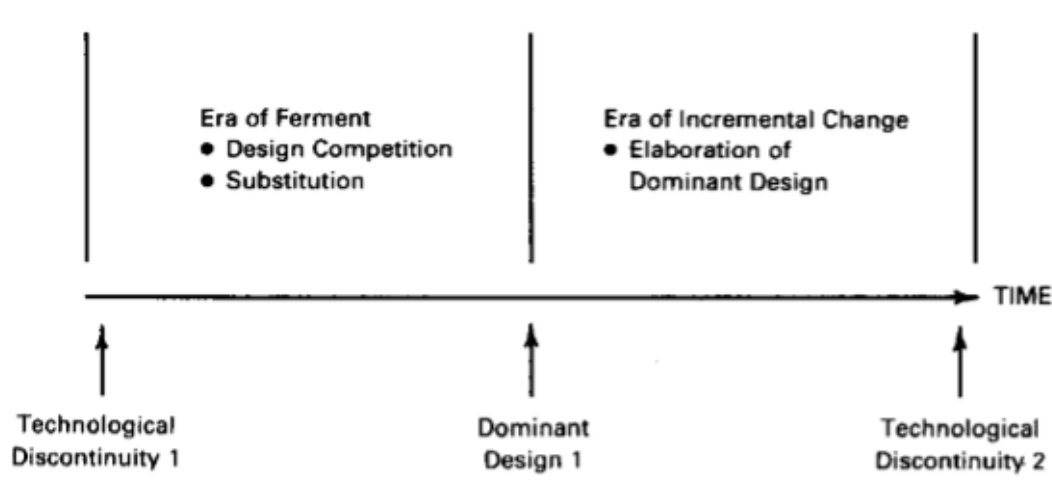 Era of Ferment
● Design Competition
● Substitution
Era of Incremental Change
● Elaboration of
Dominant Design
TIME
Technological
Discontinuity 1
Dominant
Design 1
Technological
Discontinuity 2